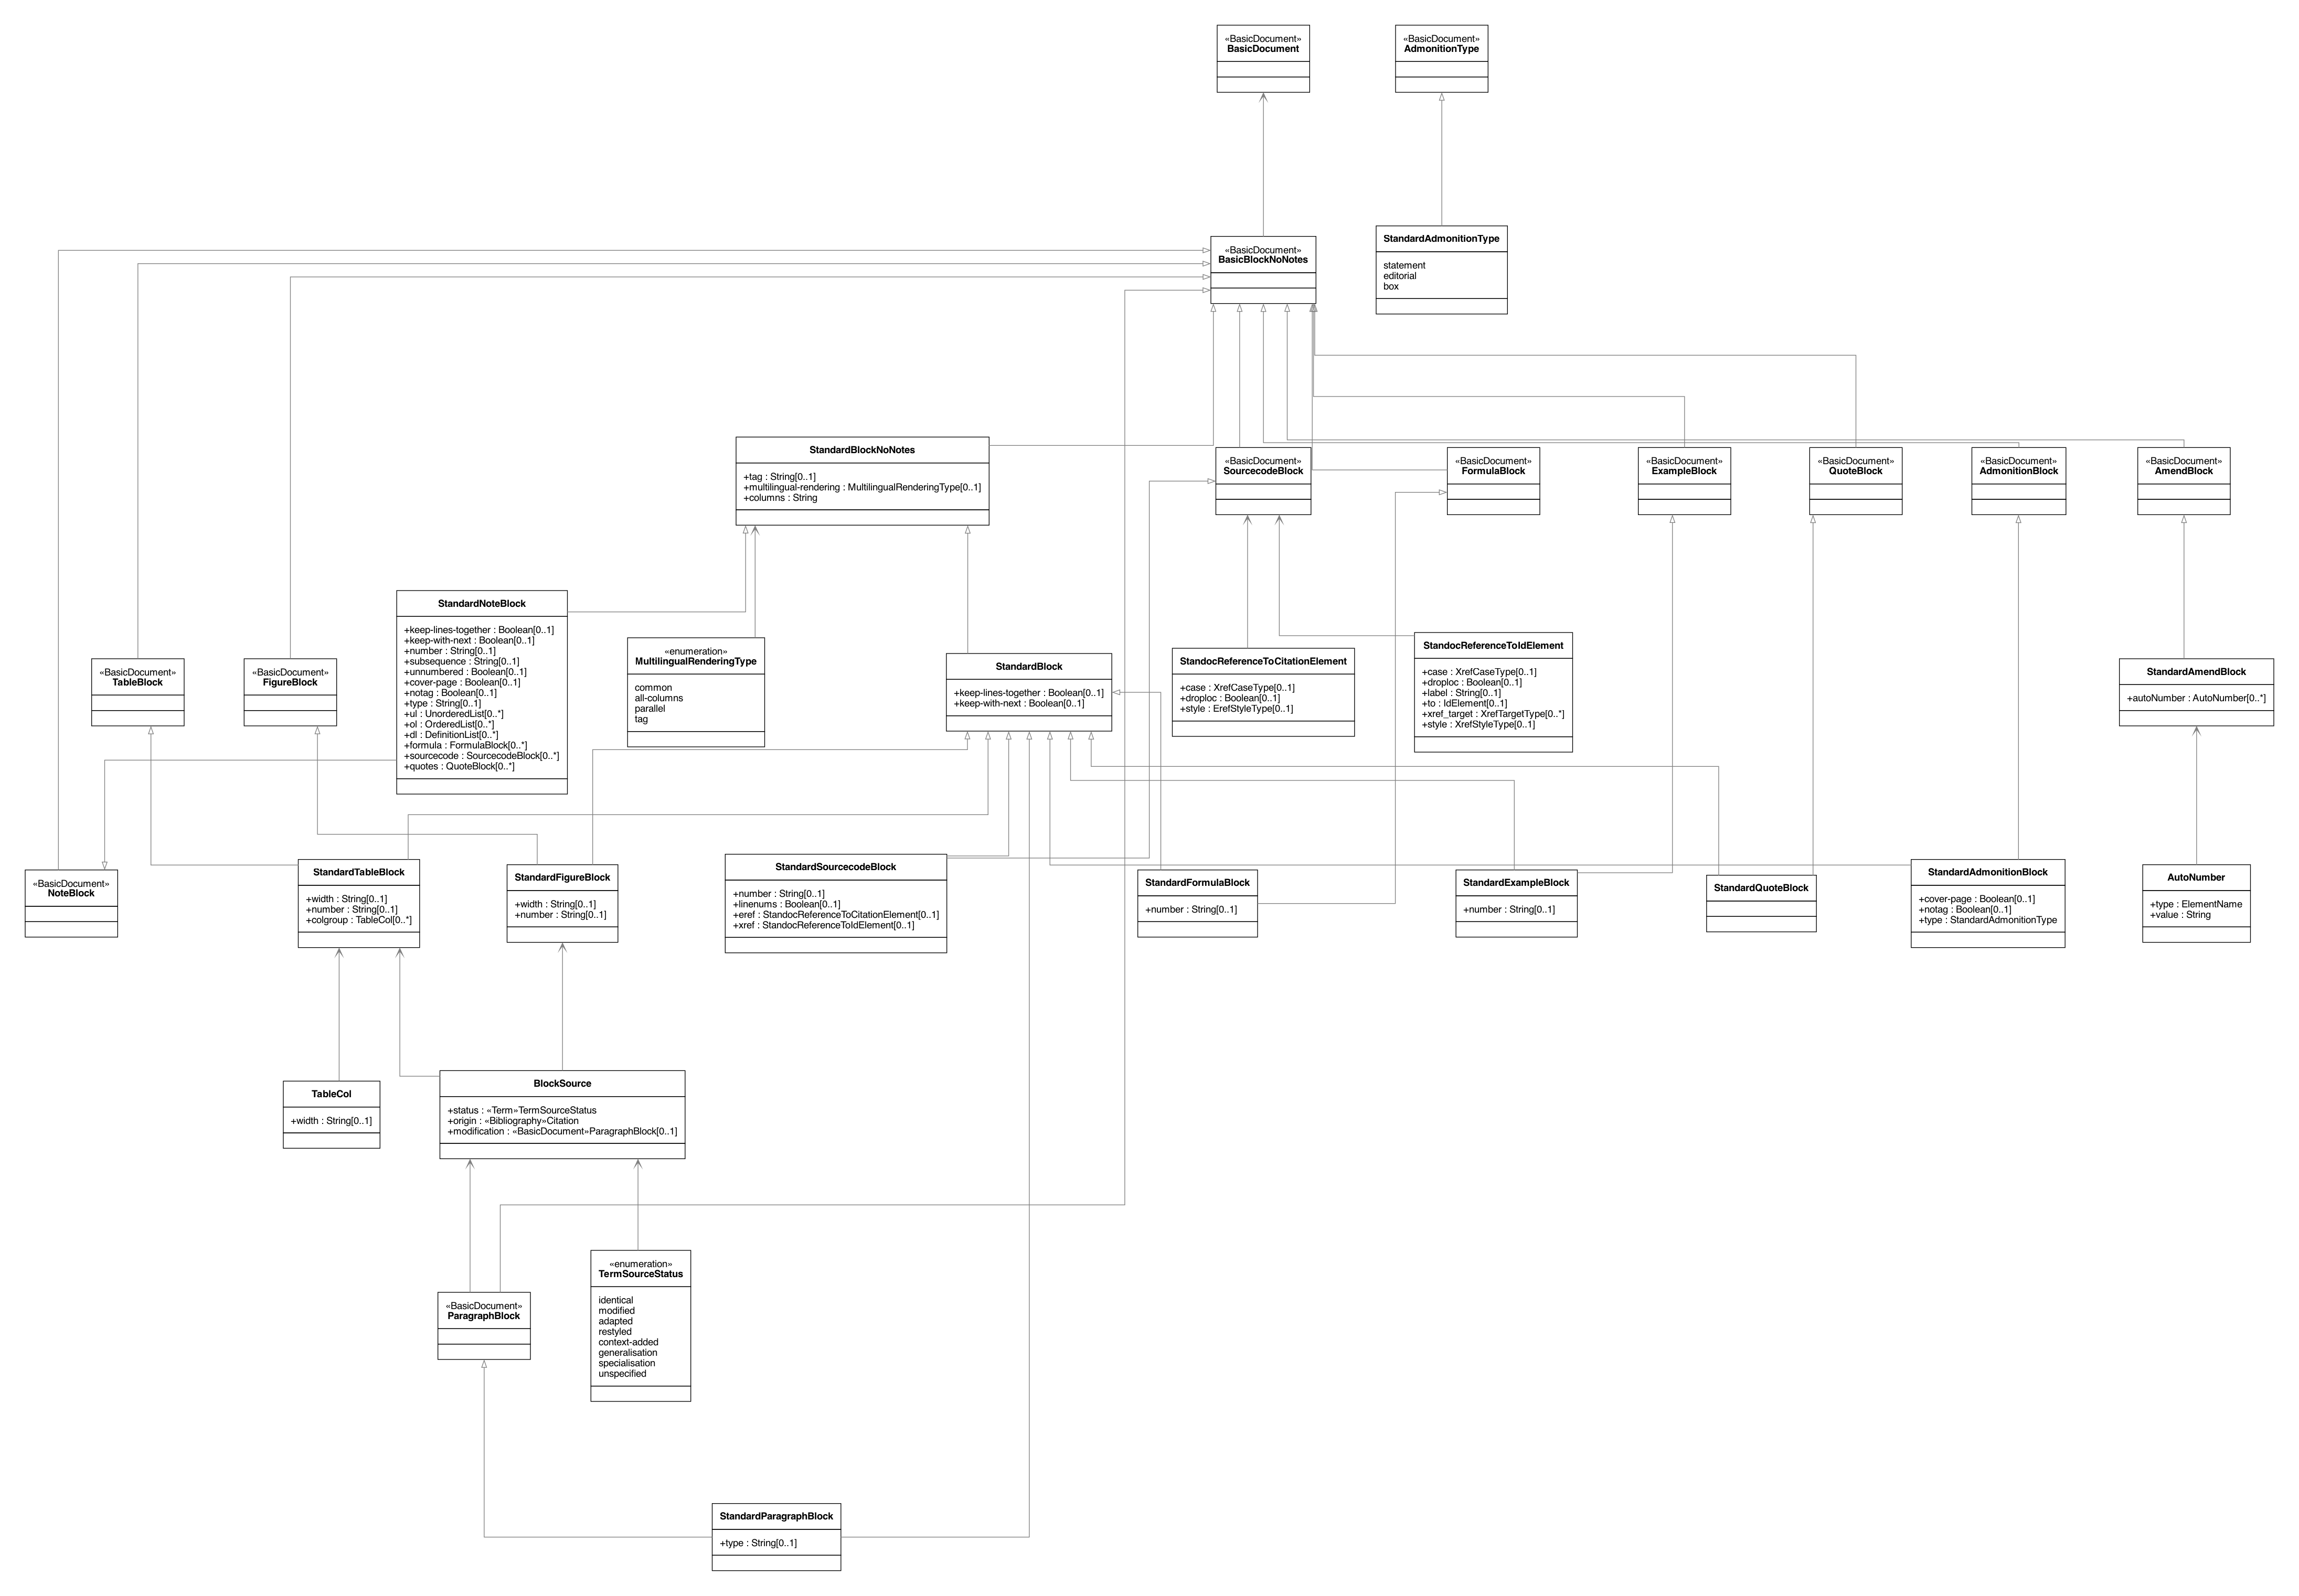 «BasicDocument»
BasicDocument
«BasicDocument»
AdmonitionType
StandardAdmonitionType
statement
editorial
box
«BasicDocument»
BasicBlockNoNotes
StandardBlockNoNotes
+tag : String[0..1]
+multilingual-rendering : MultilingualRenderingType[0..1]
+columns : String
«BasicDocument»
SourcecodeBlock
«BasicDocument»
FormulaBlock
«BasicDocument»
ExampleBlock
«BasicDocument»
QuoteBlock
«BasicDocument»
AdmonitionBlock
«BasicDocument»
AmendBlock
«BasicDocument»
TableBlock
«BasicDocument»
FigureBlock
StandardNoteBlock
+keep-lines-together : Boolean[0..1]
+keep-with-next : Boolean[0..1]
+number : String[0..1]
+subsequence : String[0..1]
+unnumbered : Boolean[0..1]
+cover-page : Boolean[0..1]
+notag : Boolean[0..1]
+type : String[0..1]
+ul : UnorderedList[0..*]
+ol : OrderedList[0..*]
+dl : DefinitionList[0..*]
+formula : FormulaBlock[0..*]
+sourcecode : SourcecodeBlock[0..*]
+quotes : QuoteBlock[0..*]
«enumeration»
MultilingualRenderingType
common
all-columns
parallel
tag
StandardBlock
+keep-lines-together : Boolean[0..1]
+keep-with-next : Boolean[0..1]
StandocReferenceToCitationElement
+case : XrefCaseType[0..1]
+droploc : Boolean[0..1]
+style : ErefStyleType[0..1]
StandocReferenceToIdElement
+case : XrefCaseType[0..1]
+droploc : Boolean[0..1]
+label : String[0..1]
+to : IdElement[0..1]
+xref_target : XrefTargetType[0..*]
+style : XrefStyleType[0..1]
StandardAmendBlock
+autoNumber : AutoNumber[0..*]
«BasicDocument»
NoteBlock
StandardTableBlock
+width : String[0..1]
+number : String[0..1]
+colgroup : TableCol[0..*]
StandardFigureBlock
+width : String[0..1]
+number : String[0..1]
StandardSourcecodeBlock
+number : String[0..1]
+linenums : Boolean[0..1]
+eref : StandocReferenceToCitationElement[0..1]
+xref : StandocReferenceToIdElement[0..1]
StandardFormulaBlock
+number : String[0..1]
StandardExampleBlock
+number : String[0..1]
StandardQuoteBlock
StandardAdmonitionBlock
+cover-page : Boolean[0..1]
+notag : Boolean[0..1]
+type : StandardAdmonitionType
AutoNumber
+type : ElementName
+value : String
TableCol
+width : String[0..1]
BlockSource
+status : «Term»TermSourceStatus
+origin : «Bibliography»Citation
+modification : «BasicDocument»ParagraphBlock[0..1]
«BasicDocument»
ParagraphBlock
«enumeration»
TermSourceStatus
identical
modified
adapted
restyled
context-added
generalisation
specialisation
unspecified
StandardParagraphBlock
+type : String[0..1]